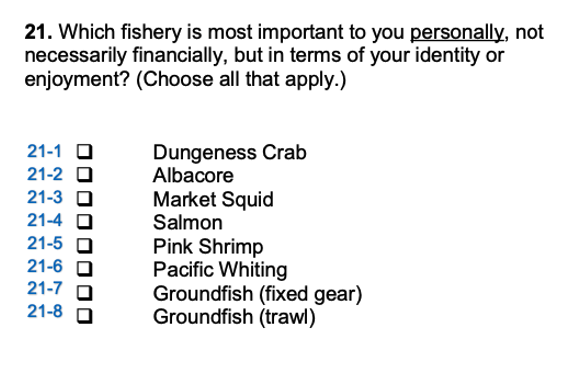 21. Which fishery is most important to you personally, not
necessarily financially, but in terms of your identity or
enjoyment? (Choose all that apply.)
21-1 ❑ Dungeness Crab
21-2 ❑ Albacore
21-3 ❑ Market Squid
21-4 ❑ Salmon
21-5 ❑ Pink Shrimp
21-6 ❑ Pacific Whiting
21-7 ❑ Groundfish (fixed gear)
21-8 ❑ Groundfish (trawl)